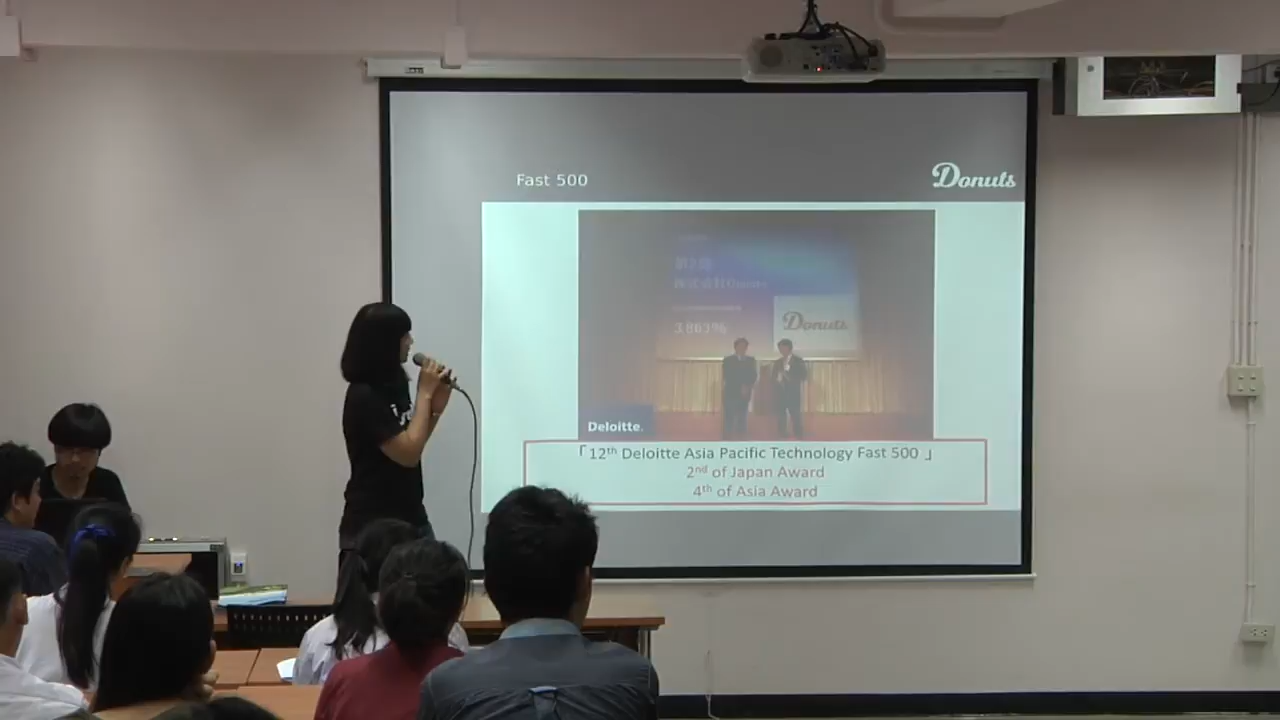 Fast 500
Donuts
Donuts
3,863%
Deloitte.
「12th Deloitte Asia Pacific Technology Fast 500 」
2nd of Japan Award
4th of Asia Award